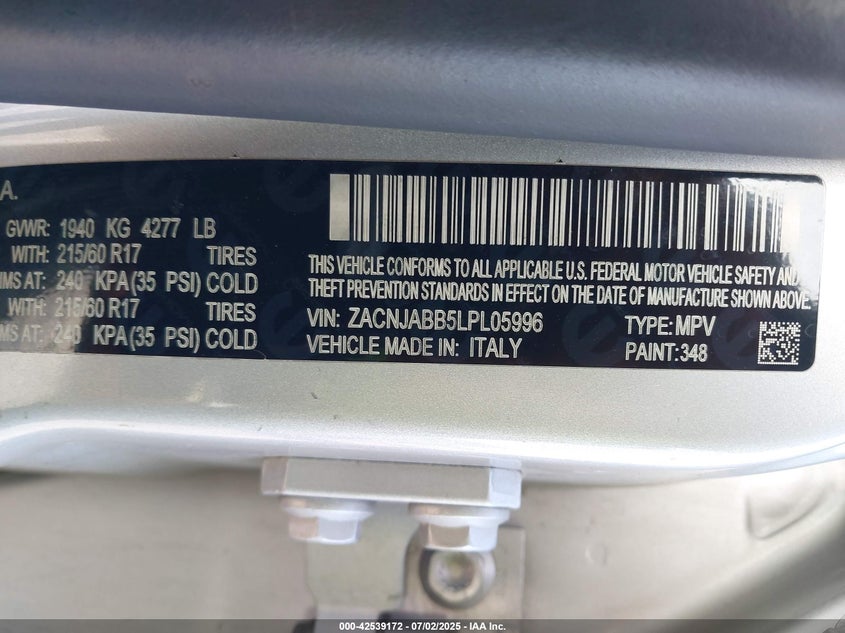 A.
GVWR: 1940 KG 4277 LB
WITH: 215/60 R17 TIRES
IMS AT: 240 KPA(35 PSI) COLD
WITH: 215/60 R17 TIRES
IMS AT: 240 KPA(35 PSI) COLD
THIS VEHICLE CONFORMS TO ALL APPLICABLE U.S. FEDERAL MOTOR VEHICLE SAFETY AND
THEFT PREVENTION STANDARDS IN EFFECT ON THE DATE OF MANUFACTURE SHOWN ABOVE.
VIN: ZACNJABB5LPL05996 TYPE: MPV
VEHICLE MADE IN: ITALY PAINT:348
000-42539172 - 07/02/2025 - IAA Inc.